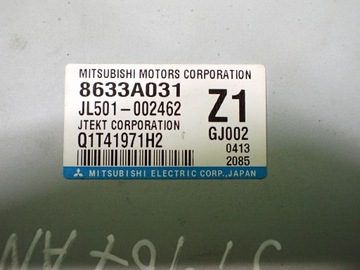 MITSUBISHI MOTORS CORPORATION
8633A031
JL501-002462
Z1
JTEKT CORPORATION
GJ002
Q1T41971H2
0413
2085
MITSUBISHI ELECTRIC CORP., JAPAN